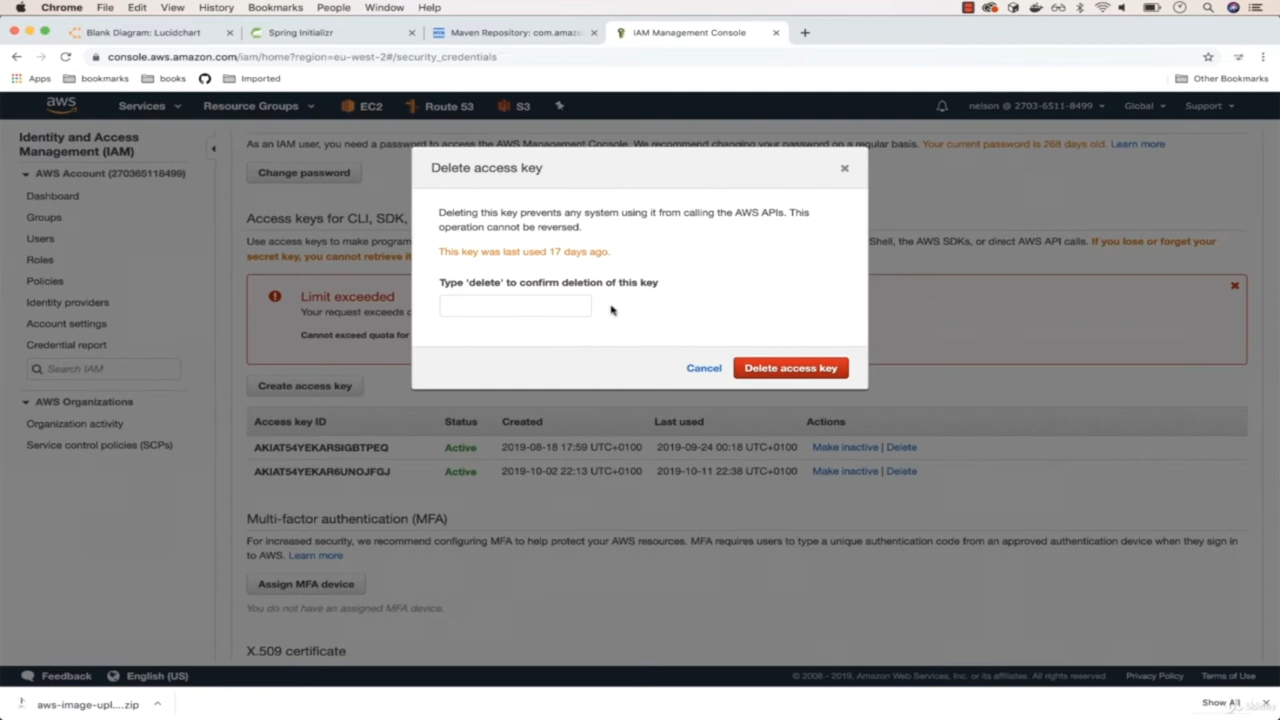 Chrome File Edit View History Bookmarks People Window Help
Blank Diagram: Lucidchart
Spring Initializr
Maven Repository: com.amazo
IAM Management Console
console.aws.amazon.com/iam/home?region=eu-west-2#/security_credentials
Apps bookmarks books Imported Other Bookmarks
aws Services Resource Groups EC2 Route 53 S3 nelson @ 2703-6511-8499 Global Support
Identity and Access
Management (IAM)
AWS Account (270365118499)
Dashboard
Groups
Users
Roles
Policies
Identity providers
Account settings
Credential report
Search IAM
AWS Organizations
Organization activity
Service control policies (SCPs)
As an IAM user, you need a password to access the AWS Management Console. We recommend changing your password on a regular basis. Your current password is 268 days old. Learn more
Change password
Access keys for CLI, SDK,
Use access keys to make program
Shell, the AWS SDKs, or direct AWS API calls. If you lose or forget your
secret key, you cannot retrieve it
Limit exceeded
Your request exceeds
Cannot exceed quota for
Delete access key
Deleting this key prevents any system using it from calling the AWS APIs. This
operation cannot be reversed.
This key was last used 17 days ago.
Type 'delete' to confirm deletion of this key
Cancel Delete access key
Create access key
Access key ID Status Created Last used Actions
AKIAT54YEKARSIGBTPEQ Active 2019-08-18 17:59 UTC+0100 2019-09-24 00:18 UTC+0100 Make inactive | Delete
AKIAT54YEKAR6UNOJFGJ Active 2019-10-02 22:13 UTC+0100 2019-10-11 22:38 UTC+0100 Make inactive | Delete
Multi-factor authentication (MFA)
For increased security, we recommend configuring MFA to help protect your AWS resources. MFA requires users to type a unique authentication code from an approved authentication device when they sign in
to AWS. Learn more
Assign MFA device
You do not have an assigned MFA device.
X.509 certificate
Feedback English (US) © 2008 - 2019, Amazon Web Services, Inc. or its affiliates. All rights reserved. Privacy Policy Terms of Use
aws-image-upl....zip Show All